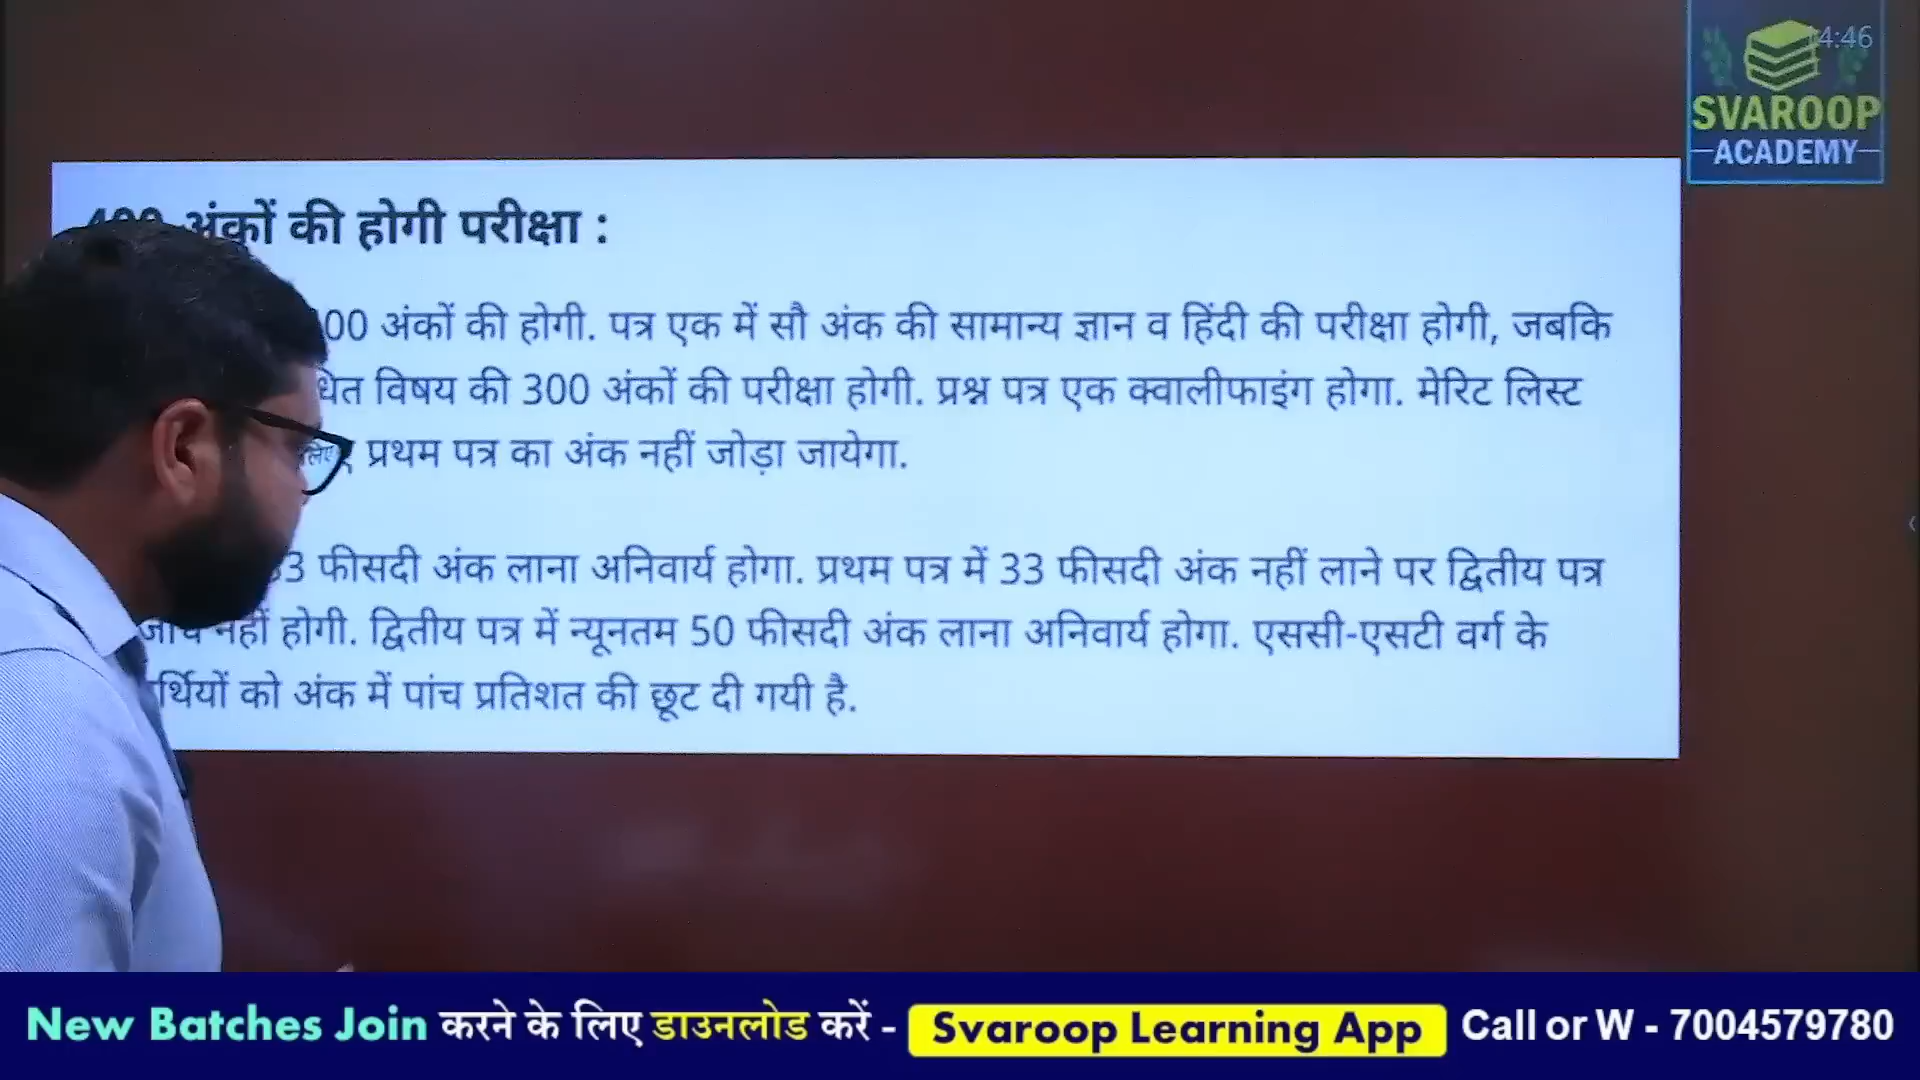 4:46
SVAROOP
ACADEMY
अंकों की होगी परीक्षा :
00 अंकों की होगी. पत्र एक में सौ अंक की सामान्य ज्ञान व हिंदी की परीक्षा होगी, जबकि
विषय की 300 अंकों की परीक्षा होगी. प्रश्न पत्र एक क्वालीफाइंग होगा. मेरिट लिस्ट
प्रथम पत्र का अंक नहीं जोड़ा जायेगा.
33 फीसदी अंक लाना अनिवार्य होगा. प्रथम पत्र में 33 फीसदी अंक नहीं लाने पर द्वितीय पत्र
नहीं होगी. द्वितीय पत्र में न्यूनतम 50 फीसदी अंक लाना अनिवार्य होगा. एससी-एसटी वर्ग के
को अंक में पांच प्रतिशत की छूट दी गयी है.
New Batches Join करने के लिए डाउनलोड करें - Svaroop Learning App Call or W - 7004579780